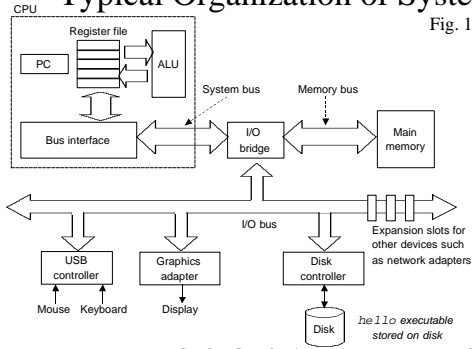 Typical Organization of Syste
Fig. 1
CPU
Register file
PC
ALU
System bus
Memory bus
Bus interface
I/O
bridge
Main
memory
I/O bus
Expansion slots for
other devices such
as network adapters
USB
controller
Graphics
adapter
Disk
controller
Mouse
Keyboard
Display
Disk
hello executable
stored on disk